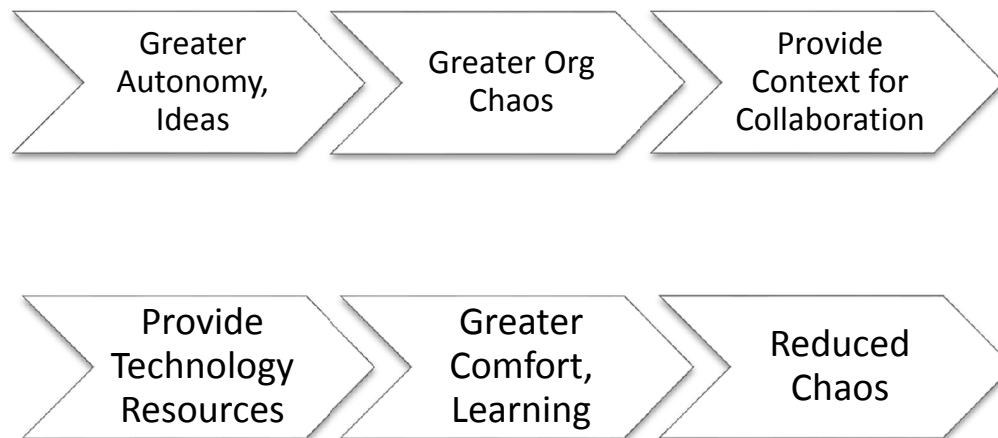 Greater
Autonomy,
Ideas
Greater Org
Chaos
Provide
Context for
Collaboration
Provide
Technology
Resources
Greater
Comfort,
Learning
Reduced
Chaos